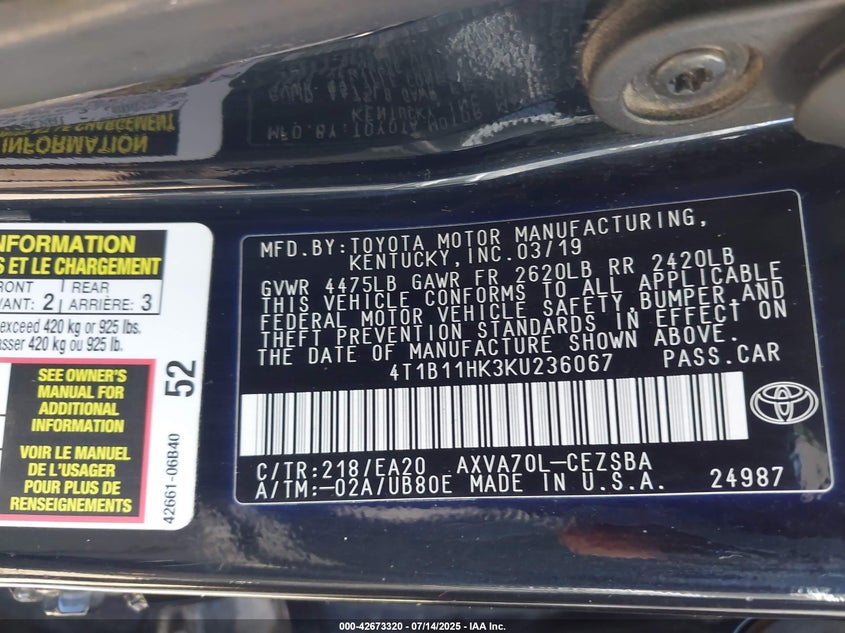 INFORMATION
S ET LE CHARGEMENT
FRONT REAR
VANT: 2 ARRIÈRE: 3
exceed 420 kg or 925 lbs.
asser 420 kg ou 925 lb.
SEE OWNER'S
MANUAL FOR
ADDITIONAL
INFORMATION
VOIR LE MANUEL
DE L'USAGER
POUR PLUS DE
RENSEIGNEMENTS
52
42661-06B40
MFD.BY:TOYOTA MOTOR MANUFACTURING,
KENTUCKY,INC.03/19
GVWR 4475LB GAWR FR 2620LB RR 2420LB
THIS VEHICLE CONFORMS TO ALL APPLICABLE
FEDERAL MOTOR VEHICLE SAFETY,BUMPER,AND
THEFT PREVENTION STANDARDS IN EFFECT ON
THE DATE OF MANUFACTURE SHOWN ABOVE.
4T1B11HK3KU236067 PASS.CAR
C/TR:218/EA20 AXVA70L-CEZSBA
A/TM:-02A/UB80E MADE IN U.S.A. 24987
000-42673320 | 07/14/2025 - IAA Inc.